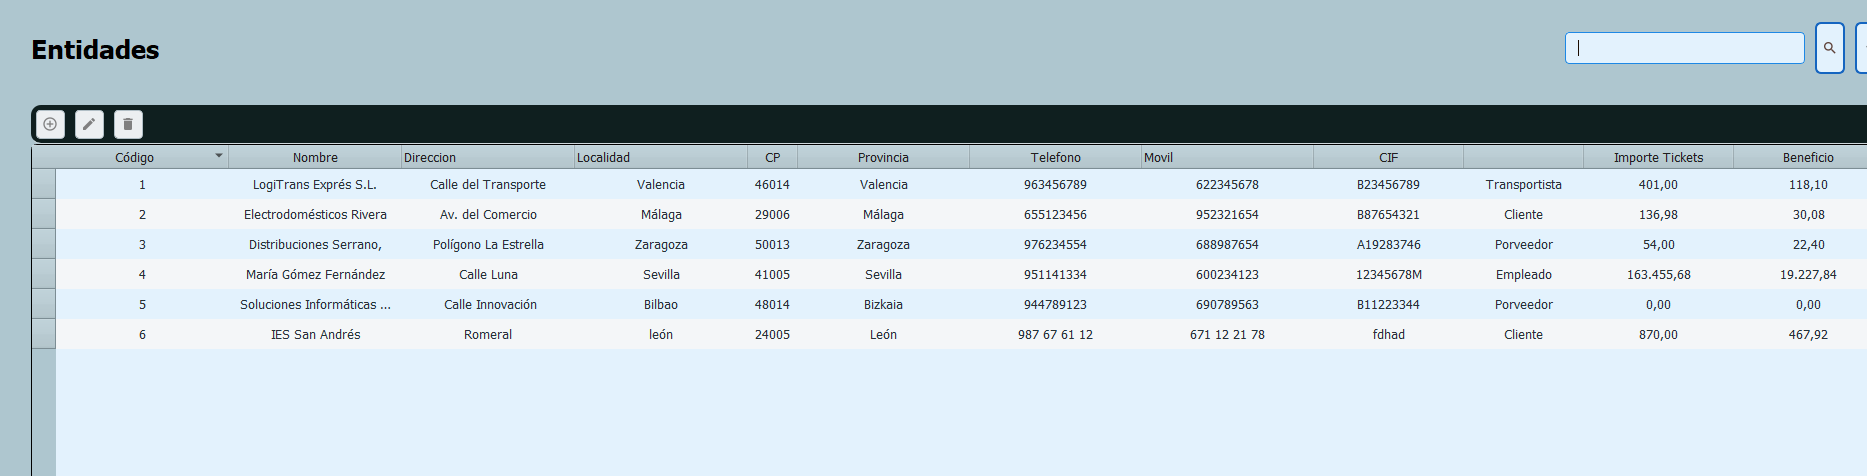 Entidades
Código Nombre Direccion Localidad CP Provincia Telefono Movil CIF Importe Tickets Beneficio
1 LogiTrans Exprés S.L. Calle del Transporte Valencia 46014 Valencia 963456789 622345678 B23456789 Transportista 401,00 118,10
2 Electrodomésticos Rivera Av. del Comercio Málaga 29006 Málaga 655123456 952321654 B87654321 Cliente 136,98 30,08
3 Distribuciones Serrano, Polígono La Estrella Zaragoza 50013 Zaragoza 976234554 688987654 A19283746 Porveedor 54,00 22,40
4 María Gómez Fernández Calle Luna Sevilla 41005 Sevilla 951141334 600234123 12345678M Empleado 163.455,68 19.227,84
5 Soluciones Informáticas ... Calle Innovación Bilbao 48014 Bizkaia 944789123 690789563 B11223344 Porveedor 0,00 0,00
6 IES San Andrés Romeral león 24005 León 987 67 61 12 671 12 21 78 fdhad Cliente 870,00 467,92